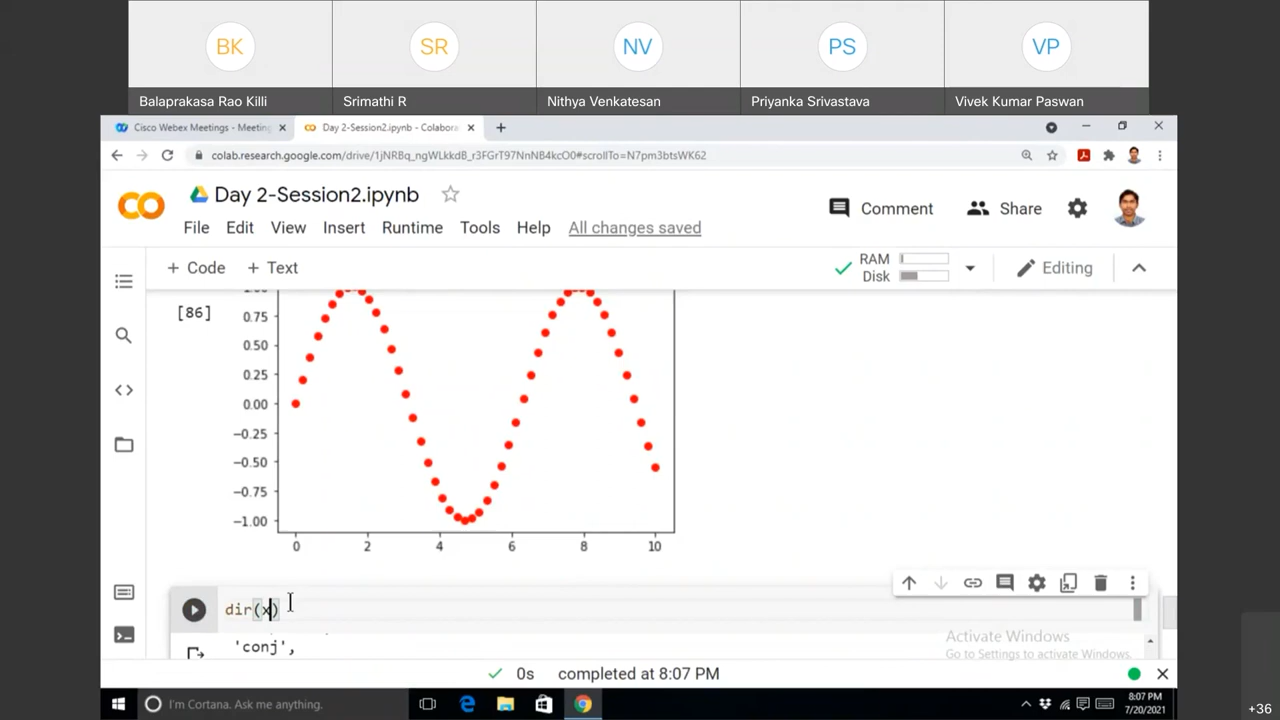 BK SR NV PS VP
Balaprakasa Rao Killi Srimathi R Nithya Venkatesan Priyanka Srivastava Vivek Kumar Paswan
Cisco Webex Meetings - Meetin Day 2-Session2.ipynb - Colabora
colab.research.google.com/drive/1jNRBq_ngWLkkdB_r3FGrT97NnNB4kcO0#scrollTo=N7pm3btsWK62
Day 2-Session2.ipynb
Comment Share
File Edit View Insert Runtime Tools Help All changes saved
+ Code + Text
RAM
Disk
Editing
[86]
0.75
0.50
0.25
0.00
−0.25
−0.50
−0.75
−1.00
0 2 4 6 8 10
dir(x)
'conj',
Activate Windows
Go to Settings to activate Windows.
0s completed at 8:07 PM
I'm Cortana. Ask me anything.
8:07 PM
7/20/2021
+36